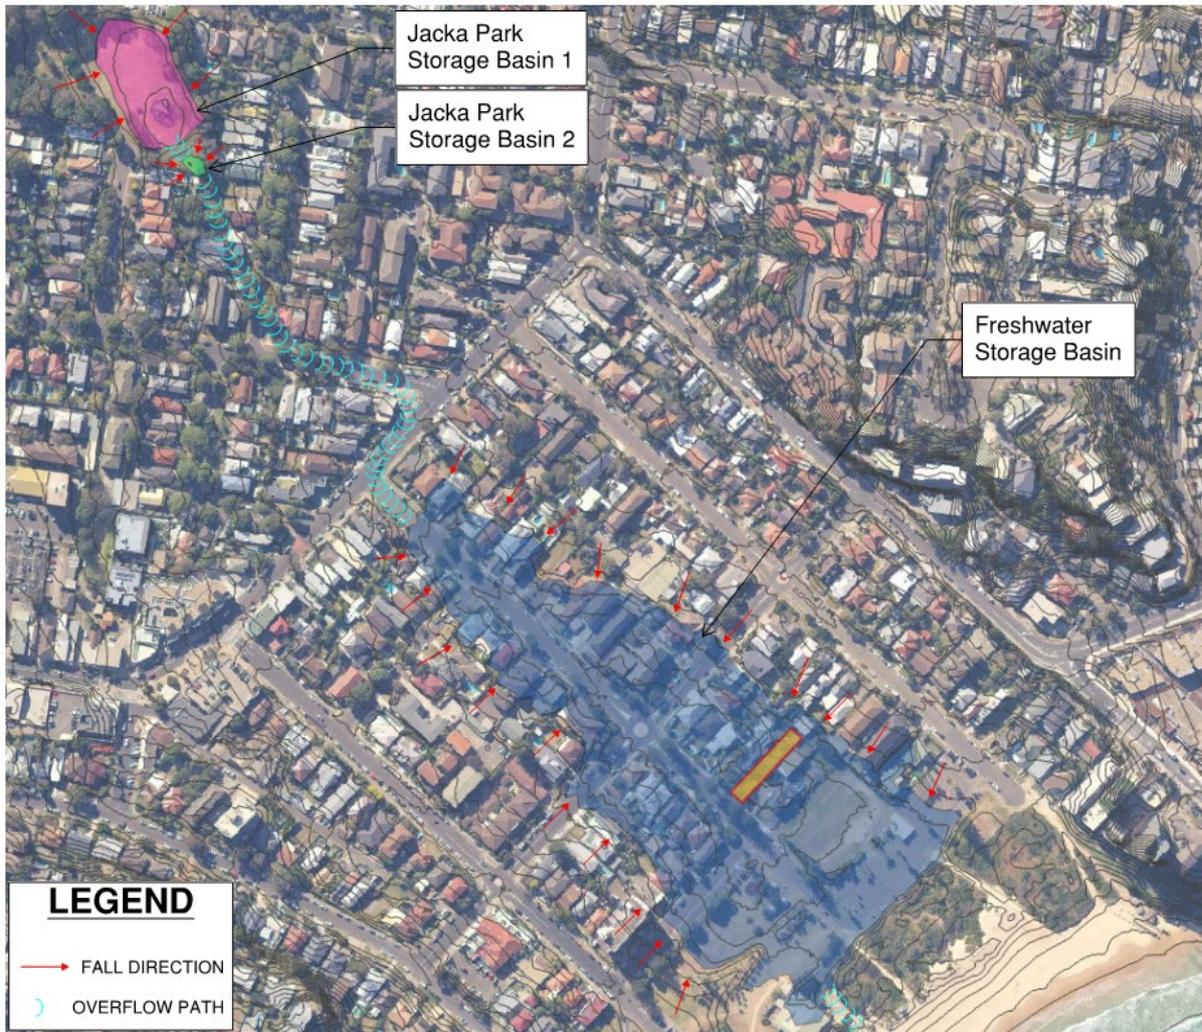 Jacka Park
Storage Basin 1
Jacka Park
Storage Basin 2
Freshwater
Storage Basin
LEGEND
FALL DIRECTION
OVERFLOW PATH